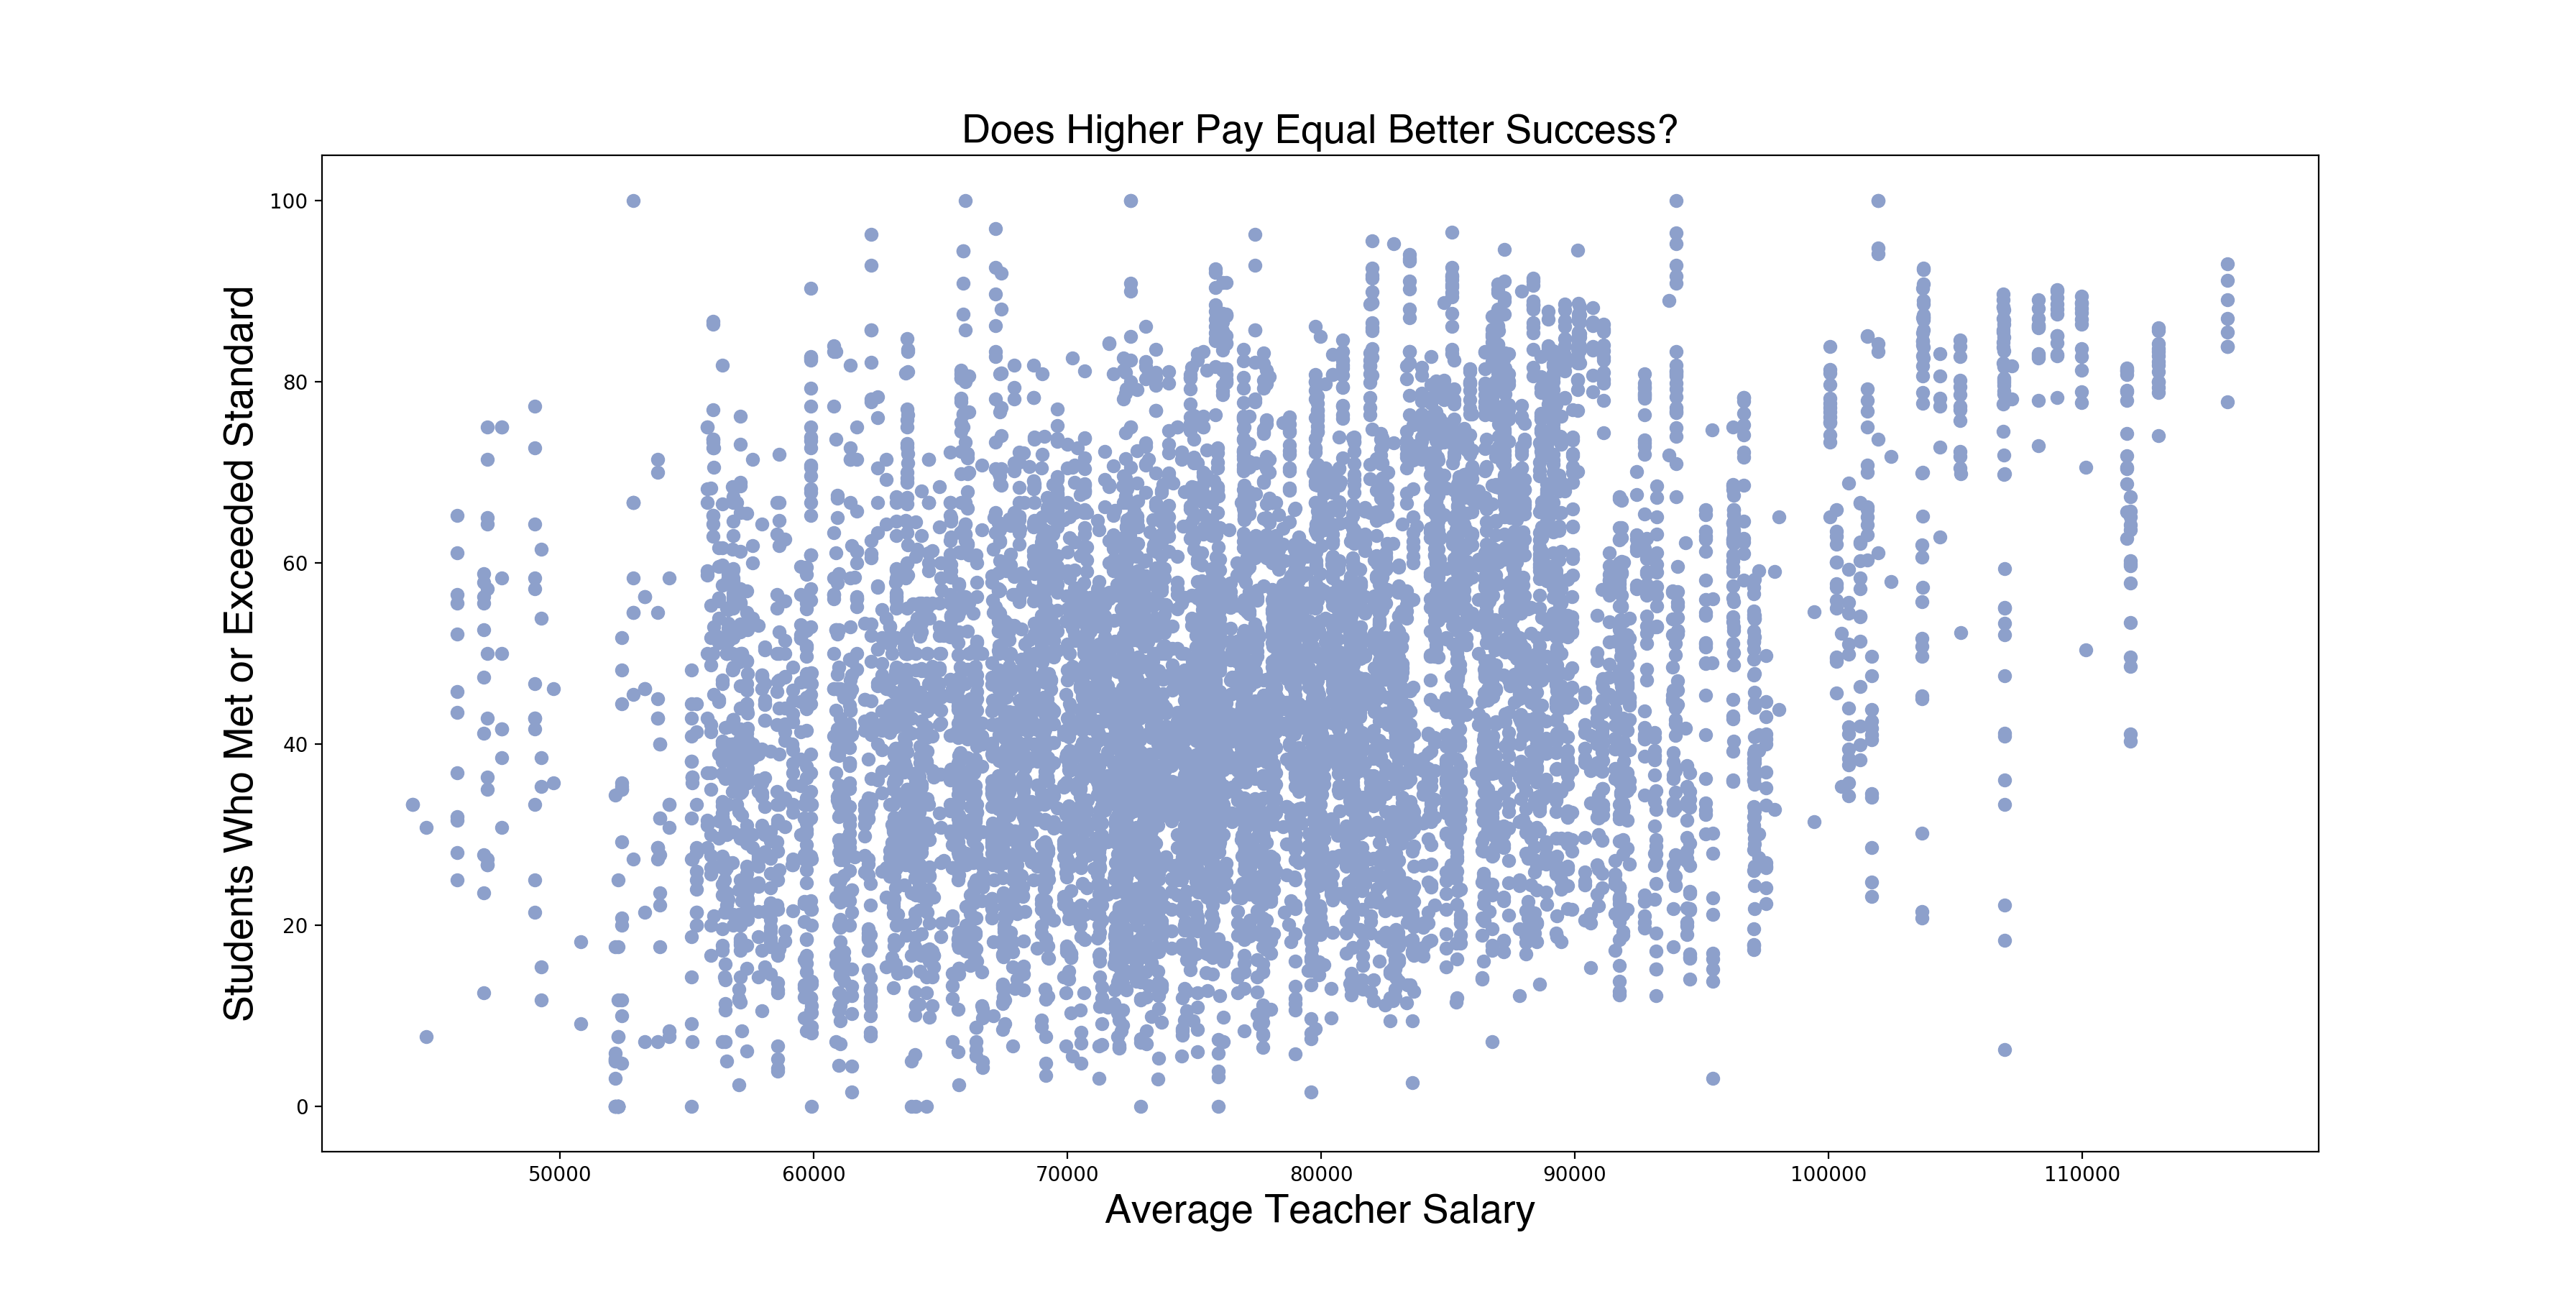 Does Higher Pay Equal Better Success?
Students Who Met or Exceeded Standard
100
80
60
40
20
0
50000 60000 70000 80000 90000 100000 110000
Average Teacher Salary